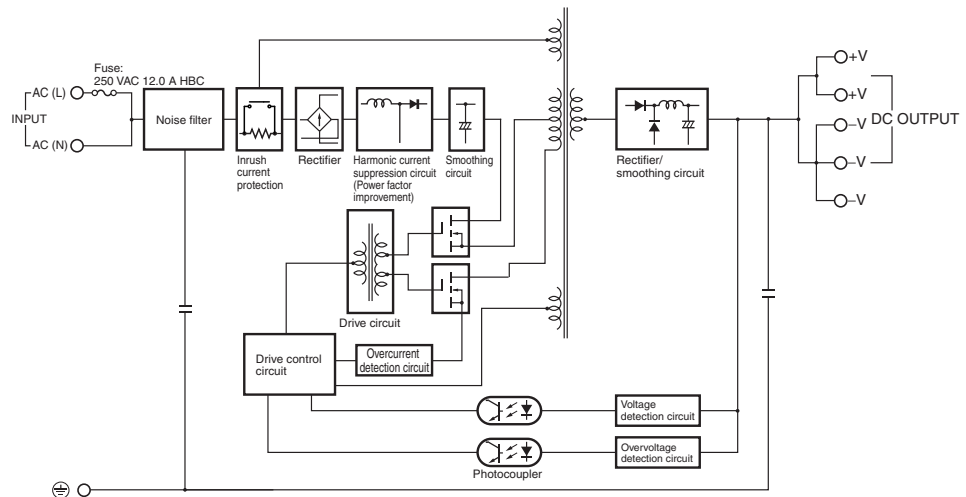 Fuse:
250 VAC 12.0 A HBC
AC (L)
INPUT
AC (N)
Noise filter
Inrush
current
protection
Rectifier
Harmonic current
suppression circuit
(Power factor
improvement)
Smoothing
circuit
Rectifier/
smoothing circuit
+V
+V
–V
DC OUTPUT
–V
–V
Drive circuit
Drive control
circuit
Overcurrent
detection circuit
Voltage
detection circuit
Overvoltage
detection circuit
Photocoupler